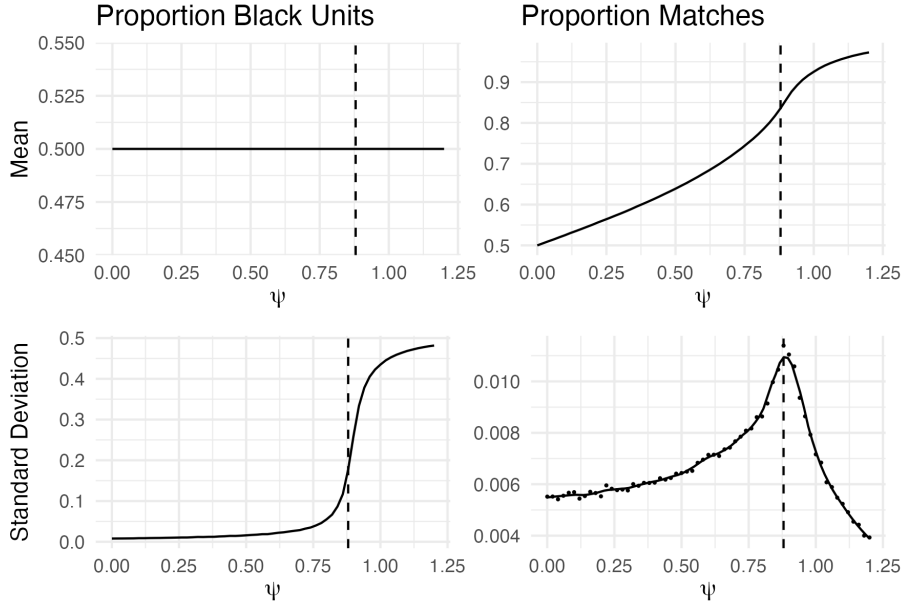 Proportion Black Units
Proportion Matches
Mean
0.550
0.525
0.500
0.475
0.450
0.00 0.25 0.50 0.75 1.00 1.25
ψ
0.9
0.8
0.7
0.6
0.5
0.00 0.25 0.50 0.75 1.00 1.25
ψ
Standard Deviation
0.5
0.4
0.3
0.2
0.1
0.0
0.00 0.25 0.50 0.75 1.00 1.25
ψ
0.010
0.008
0.006
0.004
0.00 0.25 0.50 0.75 1.00 1.25
ψ